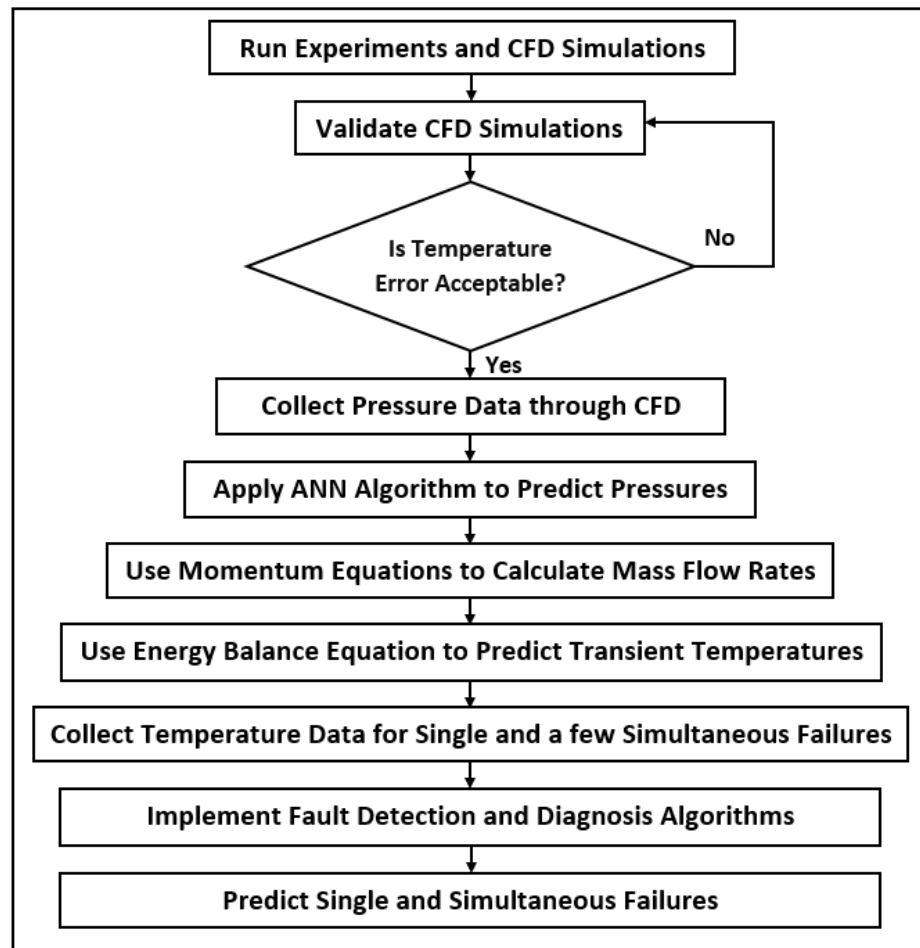 Run Experiments and CFD Simulations
Validate CFD Simulations
Is Temperature
Error Acceptable?
No
Yes
Collect Pressure Data through CFD
Apply ANN Algorithm to Predict Pressures
Use Momentum Equations to Calculate Mass Flow Rates
Use Energy Balance Equation to Predict Transient Temperatures
Collect Temperature Data for Single and a few Simultaneous Failures
Implement Fault Detection and Diagnosis Algorithms
Predict Single and Simultaneous Failures